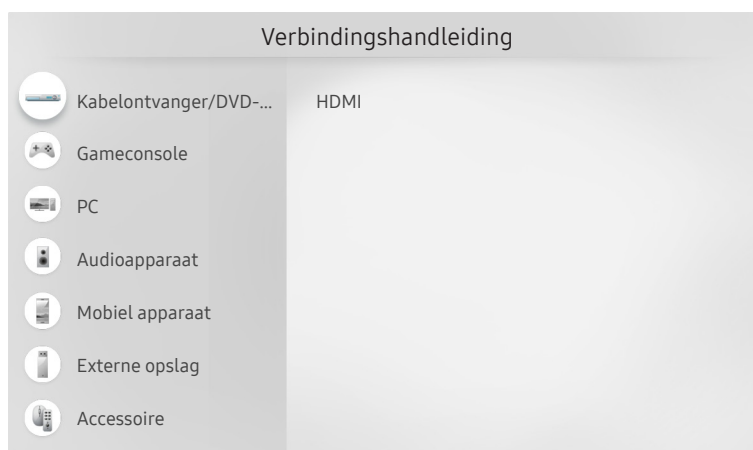 Verbindingshandleiding
Kabelontvanger/DVD-...
HDMI
Gameconsole
PC
Audioapparaat
Mobiel apparaat
Externe opslag
Accessoire